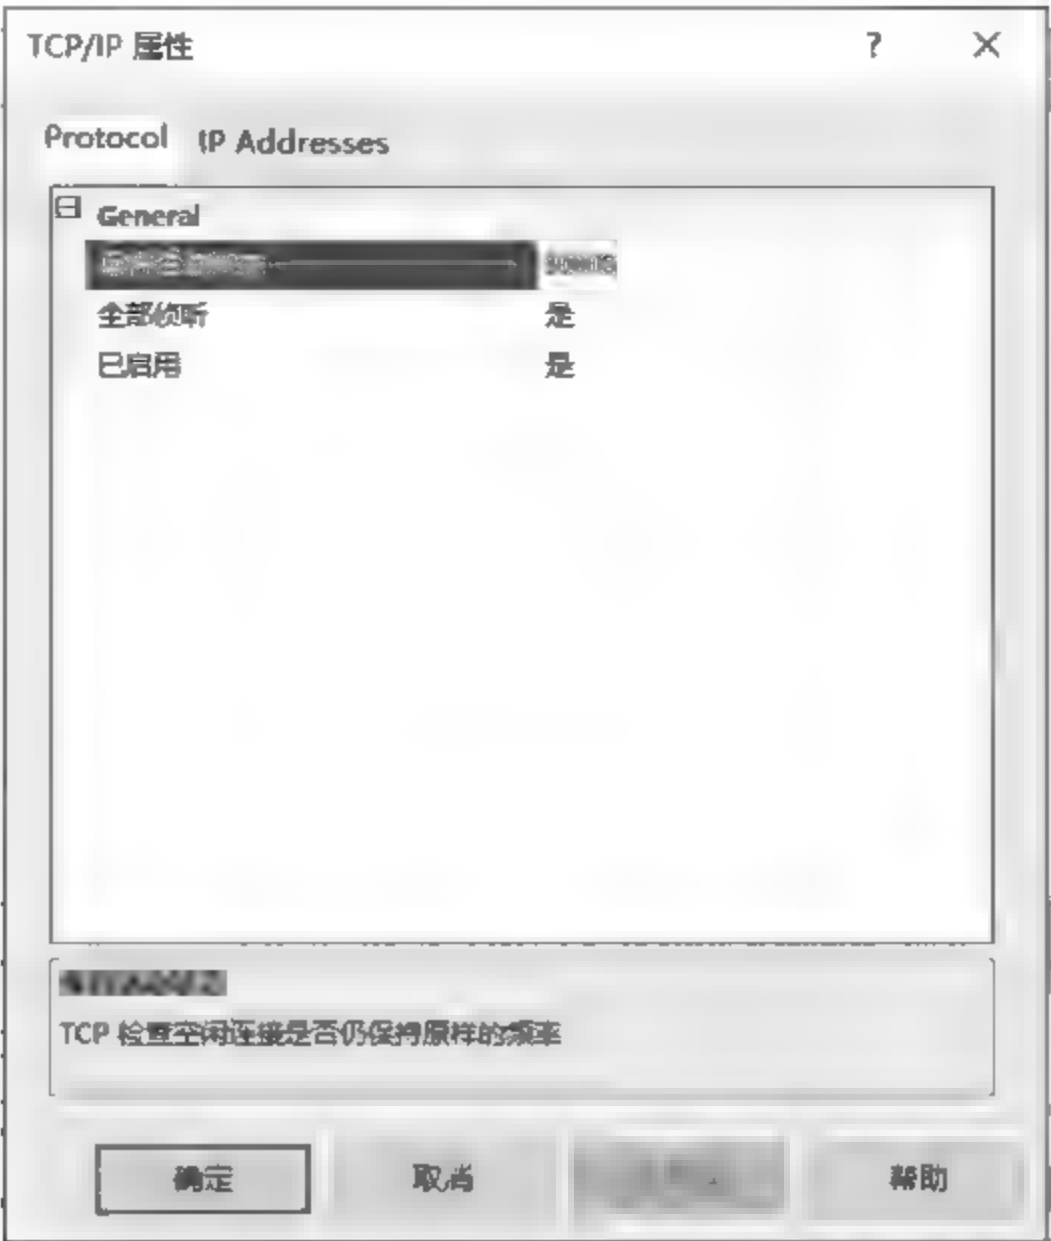 TCP/IP 属性
?
Protocol IP Addresses
General
全部侦听 是
已启用 是
TCP 检查空闲连接是否仍保持原样的频率
确定 取消 帮助